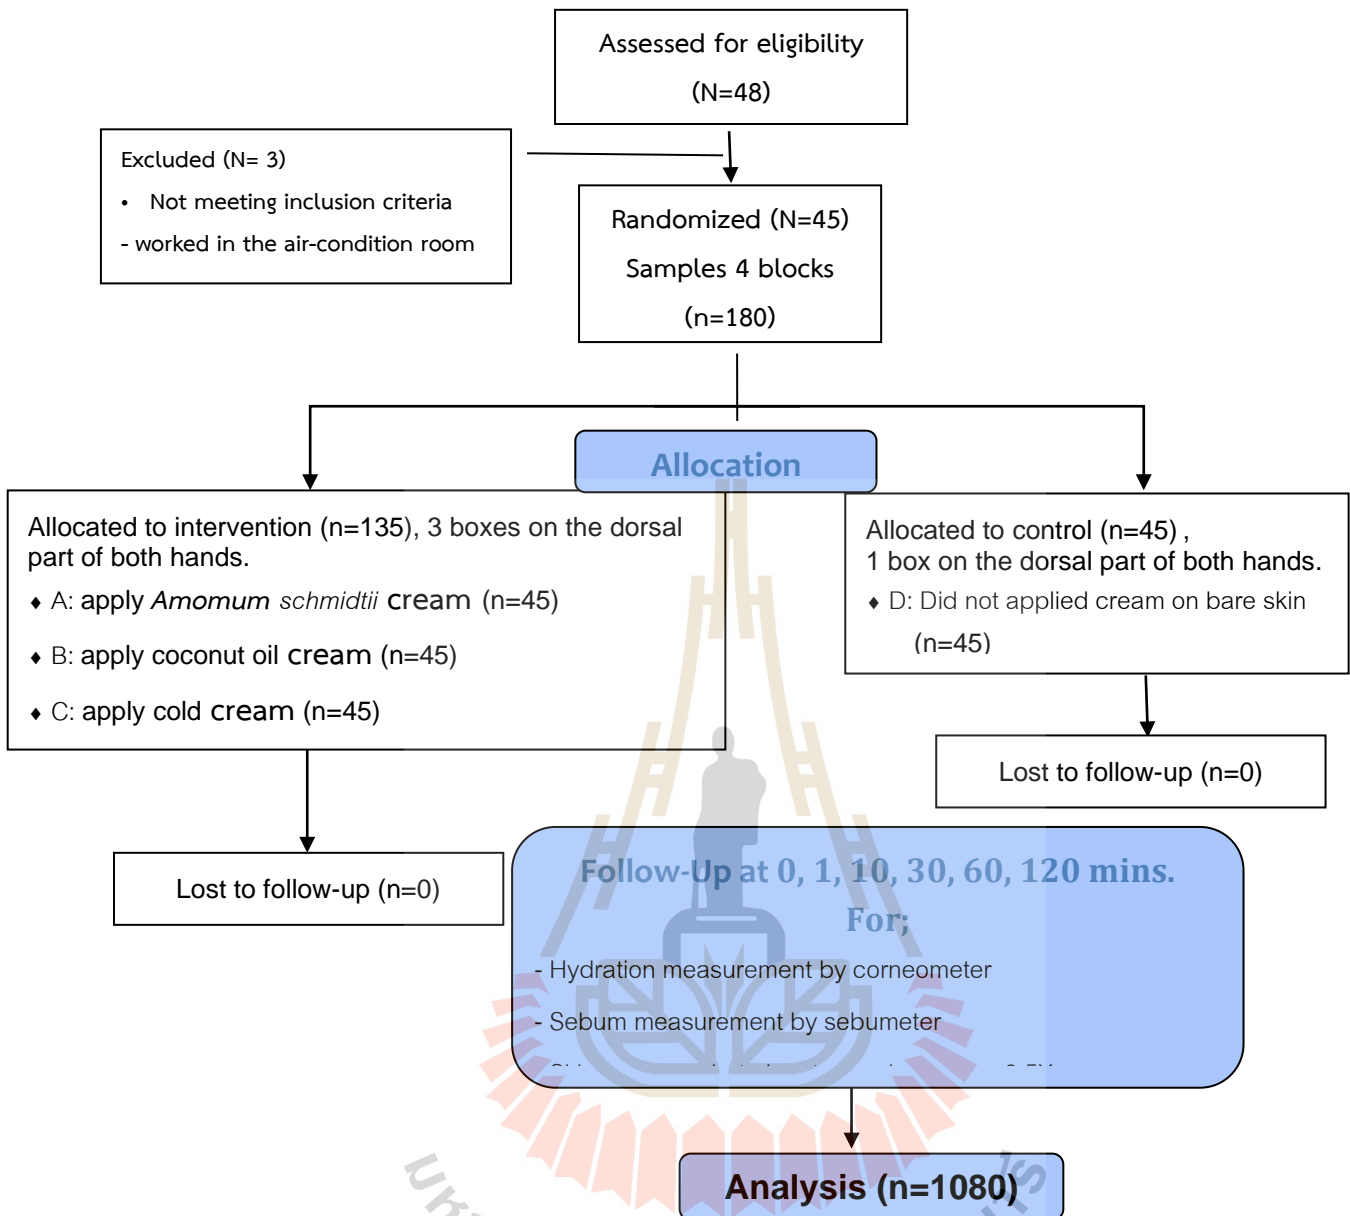 Assessed for eligibility
(N=48)
Excluded (N= 3)
• Not meeting inclusion criteria
- worked in the air-condition room
Randomized (N=45)
Samples 4 blocks
(n=180)
Allocation
Allocated to intervention (n=135), 3 boxes on the dorsal
part of both hands.
♦ A: apply Amomum schmidtii cream (n=45)
♦ B: apply coconut oil cream (n=45)
♦ C: apply cold cream (n=45)
Allocated to control (n=45) ,
1 box on the dorsal part of both hands.
♦ D: Did not applied cream on bare skin
(n=45)
Lost to follow-up (n=0)
Lost to follow-up (n=0)
Follow-Up at 0, 1, 10, 30, 60, 120 mins.
For;
- Hydration measurement by corneometer
- Sebum measurement by sebumeter
Analysis (n=1080)